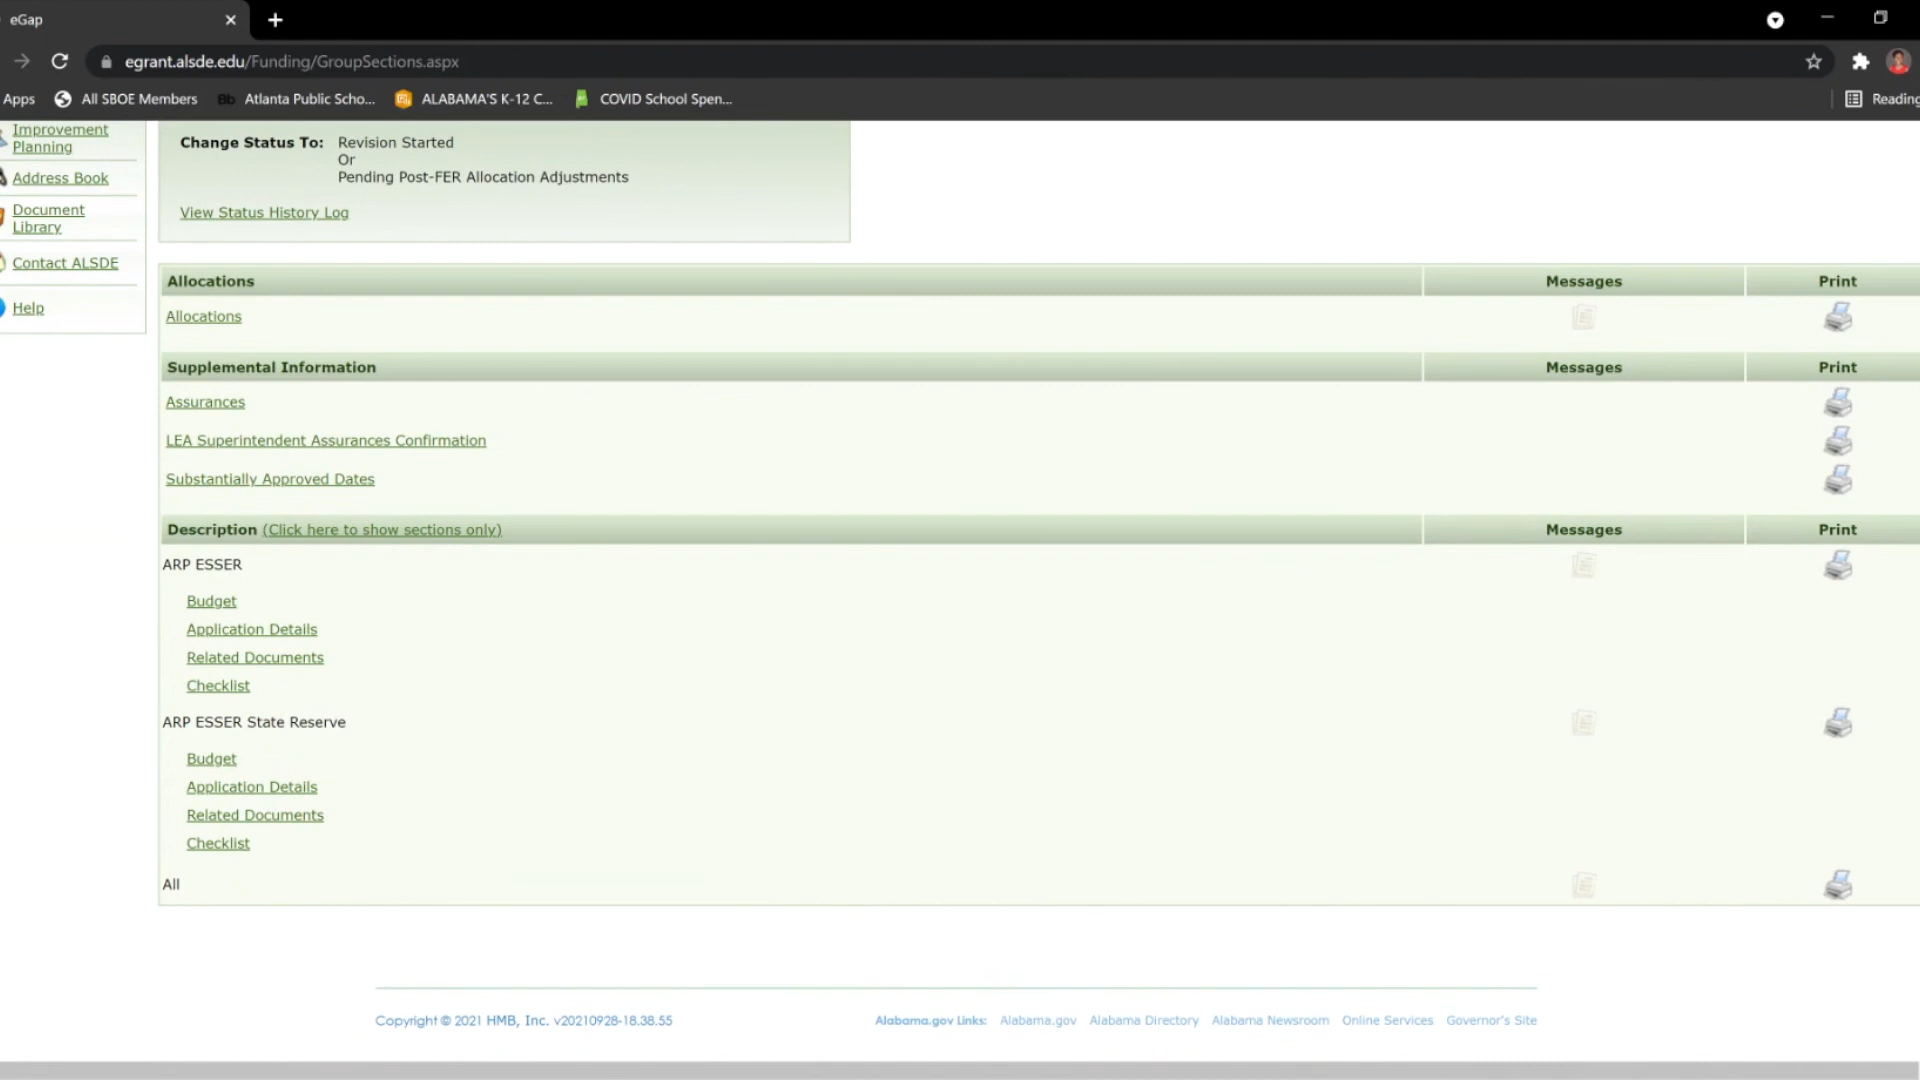 eGap
egrant.alsde.edu/Funding/GroupSections.aspx
Apps All SBOE Members Bb Atlanta Public Scho... ALABAMA'S K-12 C... COVID School Spen... Reading
Improvement
Planning
Address Book
Document
Library
Contact ALSDE
Help
Change Status To: Revision Started
Or
Pending Post-FER Allocation Adjustments
View Status History Log
Allocations Messages Print
Allocations
Supplemental Information Messages Print
Assurances
LEA Superintendent Assurances Confirmation
Substantially Approved Dates
Description (Click here to show sections only) Messages Print
ARP ESSER
Budget
Application Details
Related Documents
Checklist
ARP ESSER State Reserve
Budget
Application Details
Related Documents
Checklist
All
Copyright © 2021 HMB, Inc. v20210928-18.38.55 Alabama.gov Links: Alabama.gov Alabama Directory Alabama Newsroom Online Services Governor's Site